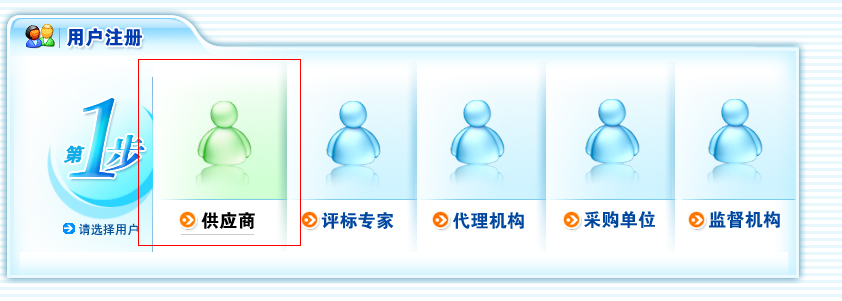 用户注册
第1步
请选择用户
供应商
评标专家
代理机构
采购单位
监督机构